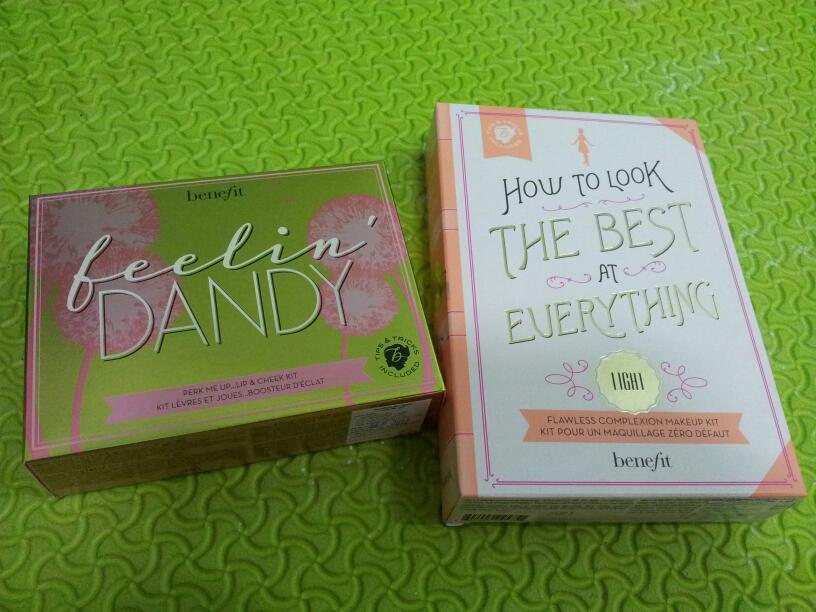 benefit
feelin'
DANDY
TIPS & TRICKS
INCLUDED
PERK ME UP...LIP & CHEEK KIT
KIT LÈVRES ET JOUES...BOOSTEUR D'ÉCLAT
HOW TO LOOK
THE BEST
AT
EVERYTHING
LIGHT
FLAWLESS COMPLEXION MAKEUP KIT
KIT POUR UN MAQUILLAGE ZÉRO DÉFAUT
benefit